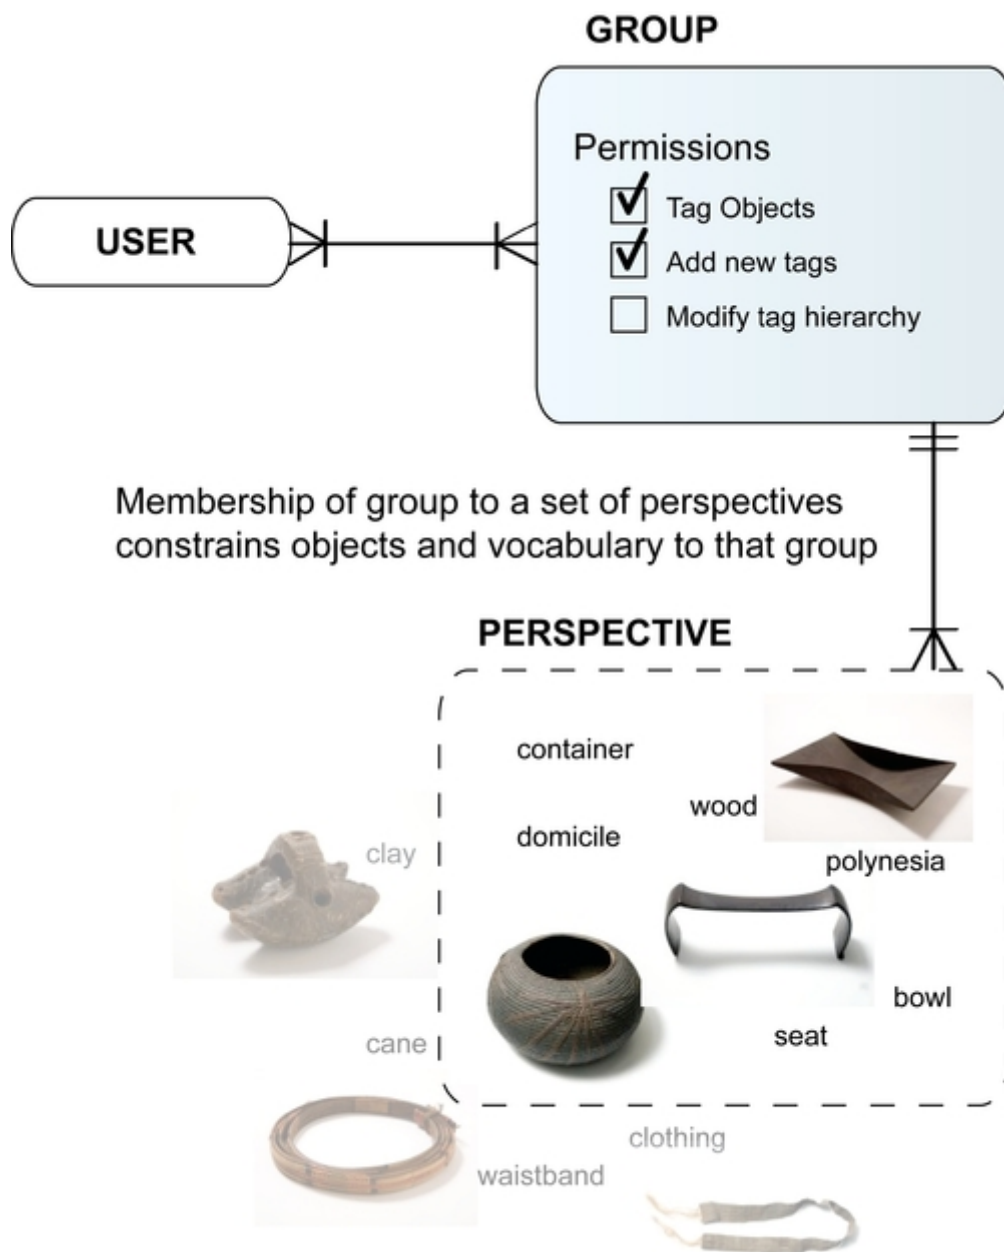 GROUP
Permissions
Tag Objects
USER
Add new tags
Modify tag hierarchy
Membership of group to a set of perspectives
constrains objects and vocabulary to that group
PERSPECTIVE
container
wood
domicile
clay
polynesia
bowl
seat
cane
clothing
waistband